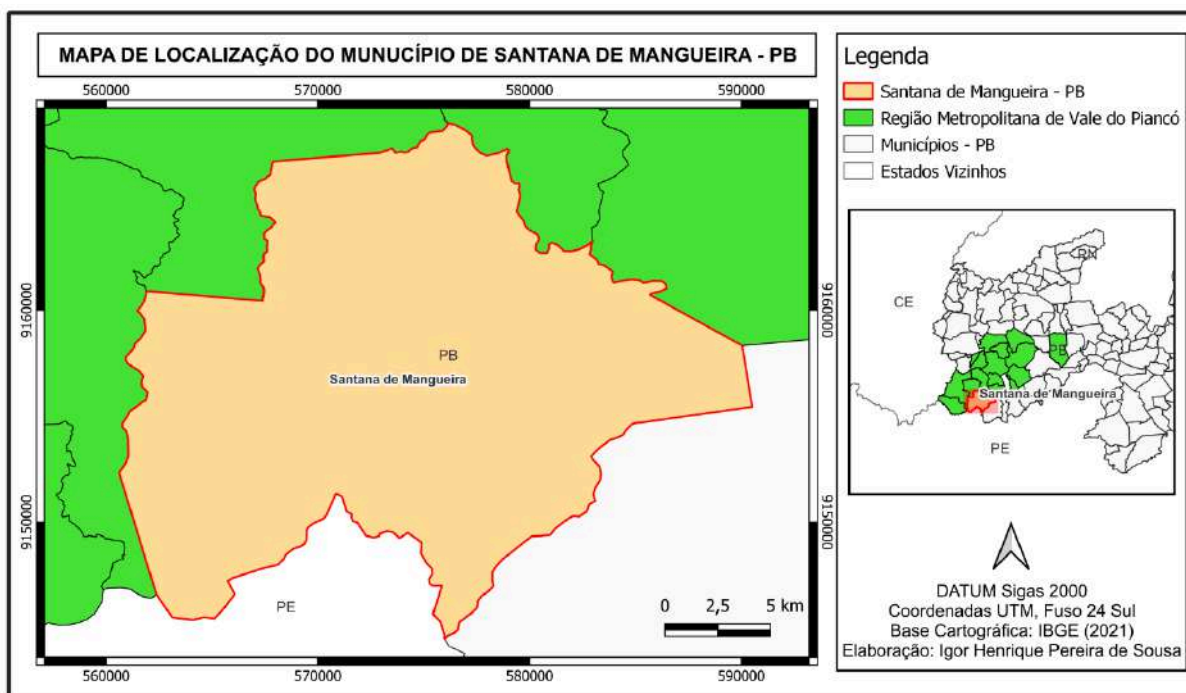 MAPA DE LOCALIZAÇÃO DO MUNUCÍPIO DE SANTANA DE MANGUEIRA - PB
560000 570000 580000 590000
9160000 9160000
PB
Santana de Mangueira
9150000 9150000
PE
0 2,5 5 km
560000 570000 580000 590000
Legenda
Santana de Mangueira - PB
Região Metropolitana de Vale do Piancó
Municípios - PB
Estados Vizinhos
RN
CE
PB
Santana de Mangueira
PE
DATUM Sigas 2000
Coordenadas UTM, Fuso 24 Sul
Base Cartográfica: IBGE (2021)
Elaboração: Igor Henrique Pereira de Sousa